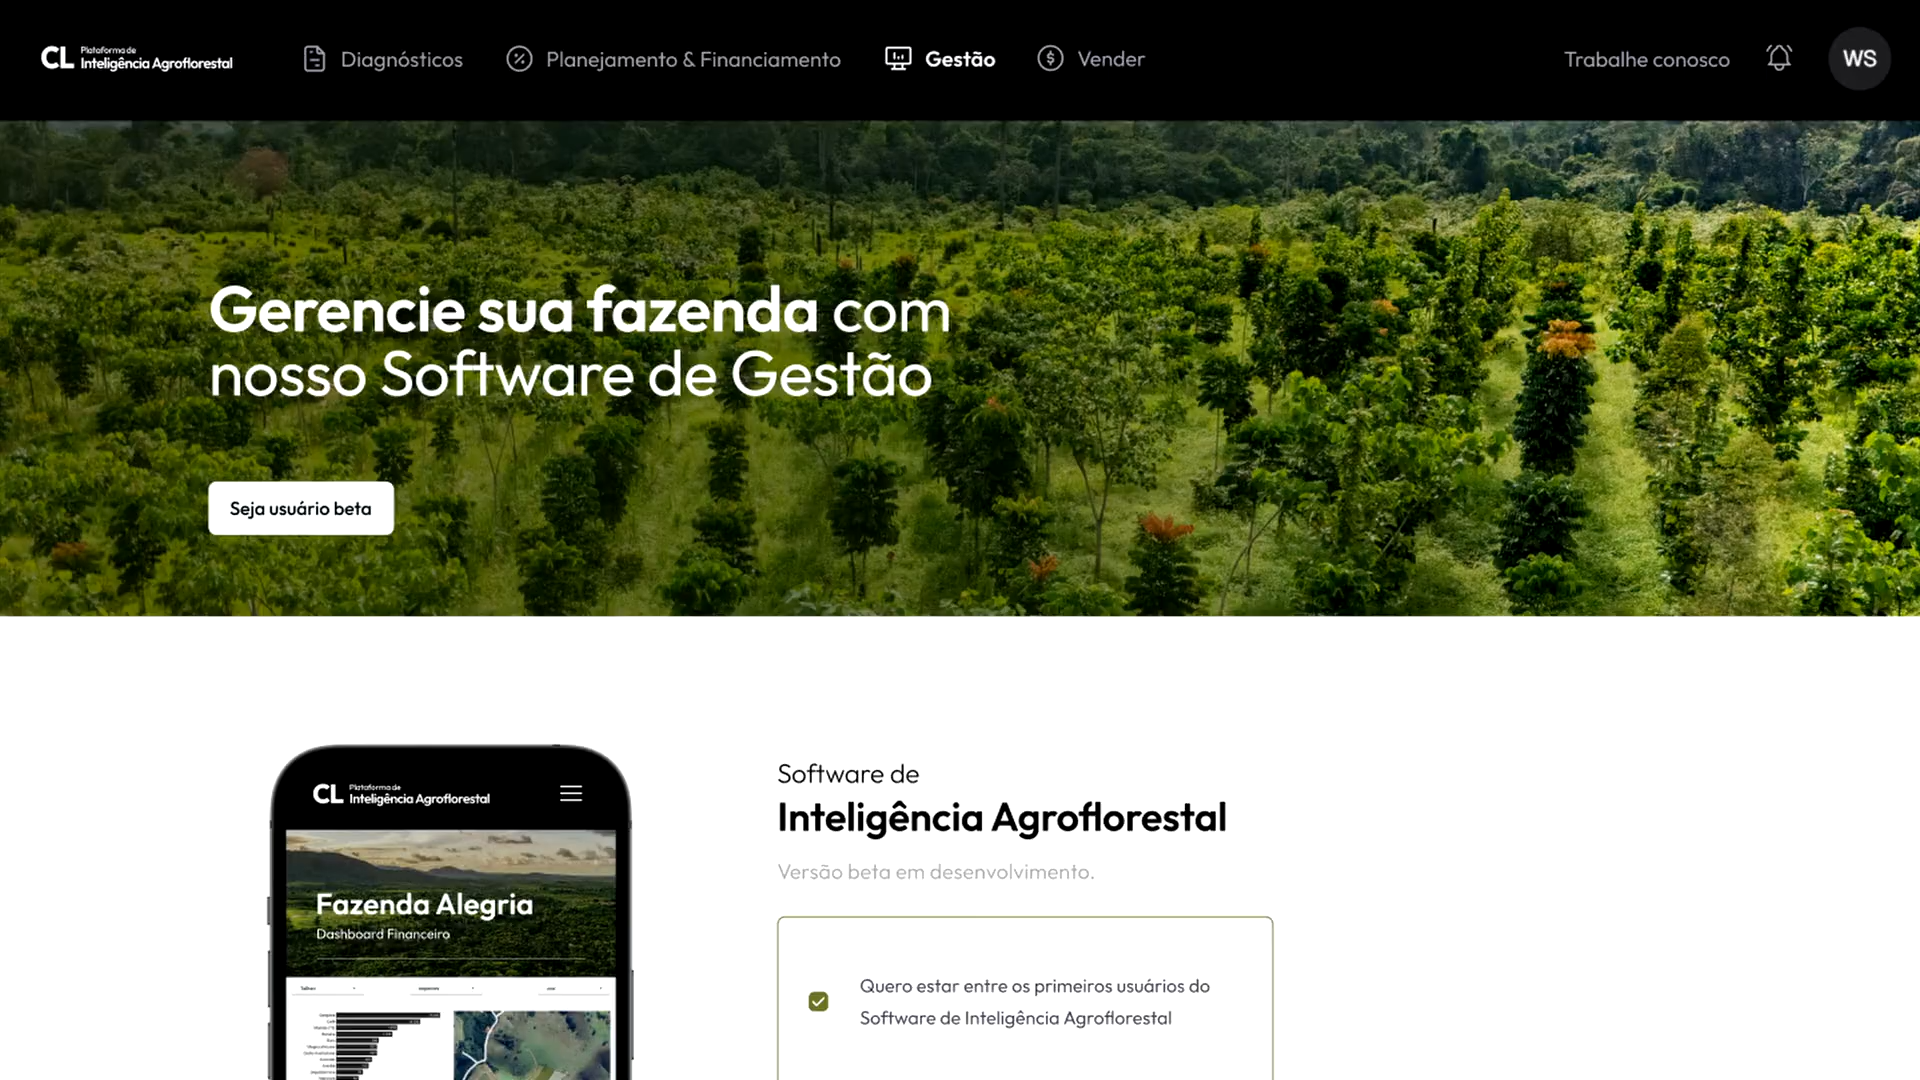 CL Plataforma de
Inteligência Agroflorestal
Diagnósticos
Planejamento & Financiamento
Gestão
Vender
Trabalhe conosco
WS
Gerencie sua fazenda com
nosso Software de Gestão
Seja usuário beta
CL Plataforma de
Inteligência Agroflorestal
Fazenda Alegria
Dashboard Financeiro
Software de
Inteligência Agroflorestal
Versão beta em desenvolvimento.
Quero estar entre os primeiros usuários do
Software de Inteligência Agroflorestal